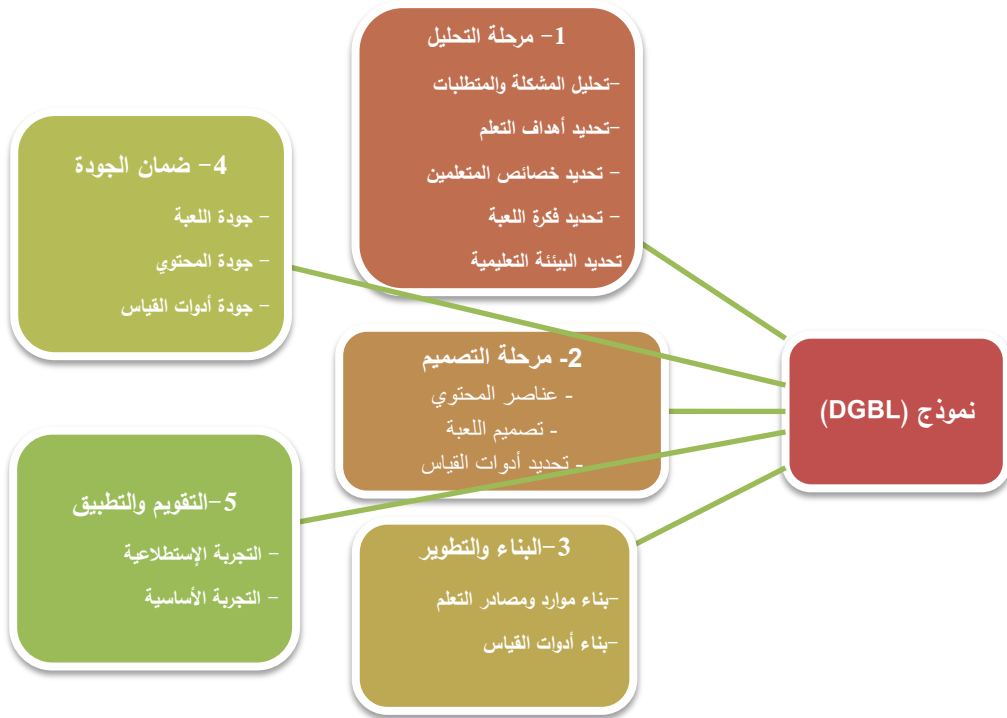 نموذج (DGBL)
1- مرحلة التحليل
-تحليل المشكلة والمتطلبات
-تحديد أهداف التعلم
- تحديد خصائص المتعلمين
- تحديد فكرة اللعبة
تحديد البيئئة التعليمية
2- مرحلة التصميم
- عناصر المحتوي
- تصميم اللعبة
- تحديد أدوات القياس
3-البناء والتطوير
-بناء موارد ومصادر التعلم
-بناء أدوات القياس
4- ضمان الجودة
- جودة اللعبة
- جودة المحتوي
- جودة أدوات القياس
5-التقويم والتطبيق
- التجربة الإستطلاعية
- التجربة الأساسية